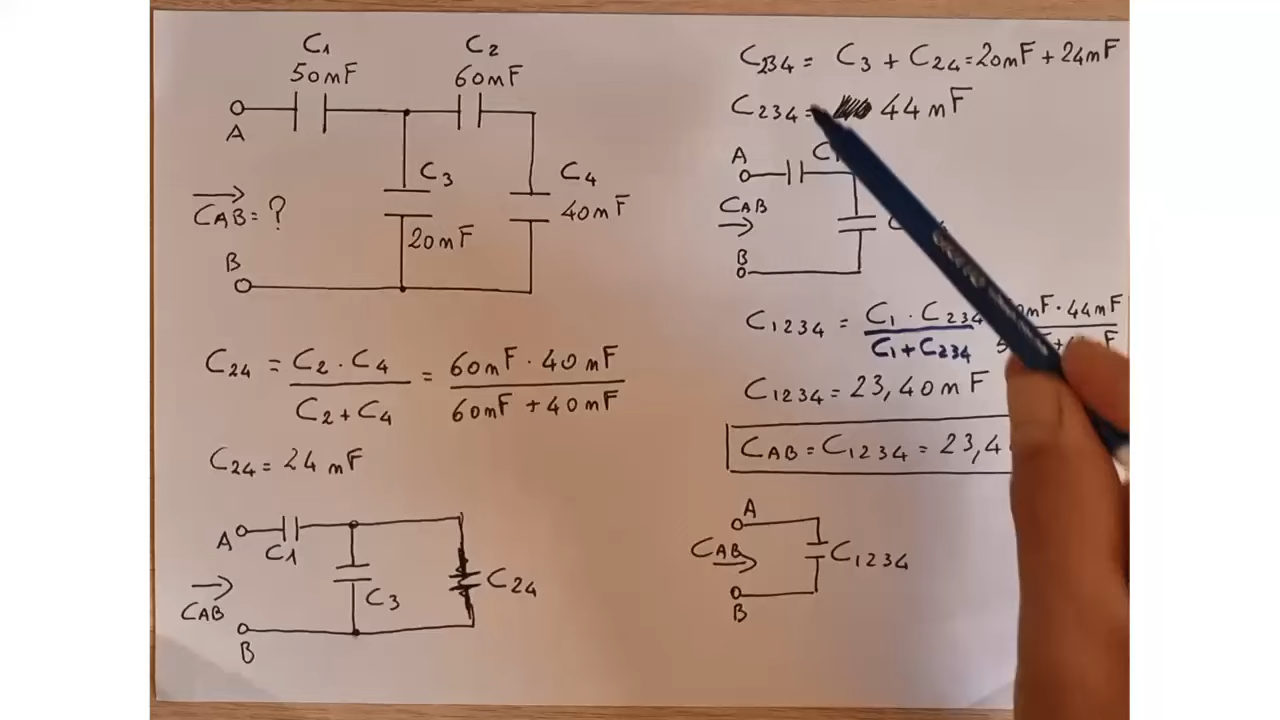 C1
50mF
C2
60mF
A
C3
20mF
C4
40mF
CAB = ?
B
C24 = C2 . C4 / C2 + C4 = 60mF . 40mF / 60mF + 40mF
C24 = 24 mF
A
C1
C3
C24
CAB
B
C234 = C3 + C24 = 20mF + 24mF
C234 = 44 mF
A
CAB
B
C1234 = C1 . C234 / C1 + C234 mF . 44mF
C1234 = 23,40mF
CAB = C1234 = 23,4
A
CAB
C1234
B